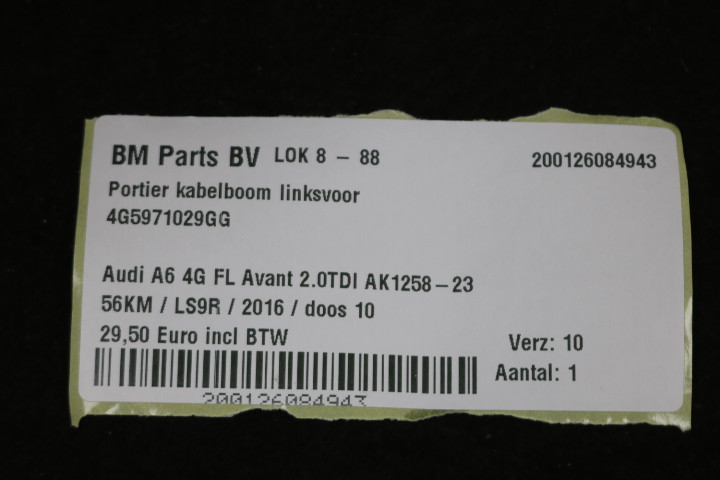 BM Parts BV LOK 8 - 88 200126084943
Portier kabelboom linksvoor
4G5971029GG
Audi A6 4G FL Avant 2.0TDI AK1258-23
56KM / LS9R / 2016 / doos 10
29,50 Euro incl BTW
Verz: 10
Aantal: 1
200126084943